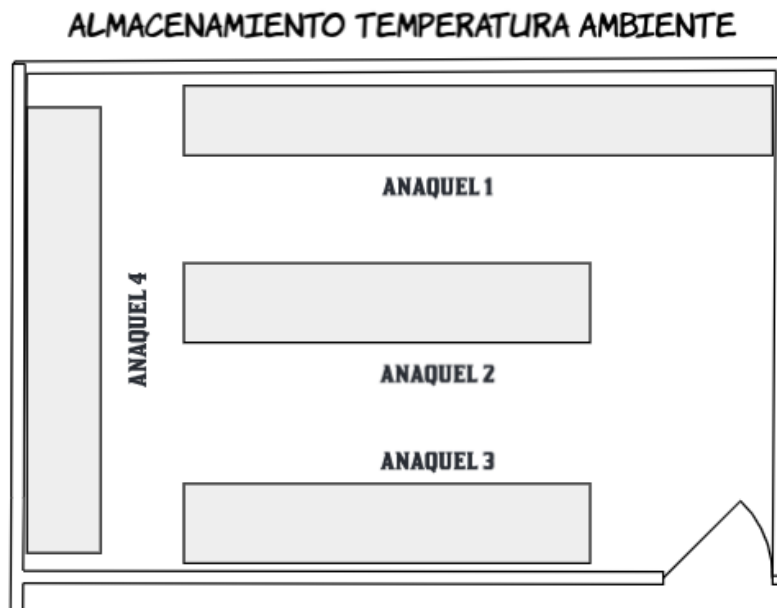 ALMACENAMIENTO TEMPERATURA AMBIENTE
ANAQUEL 1
ANAQUEL 4
ANAQUEL 2
ANAQUEL 3